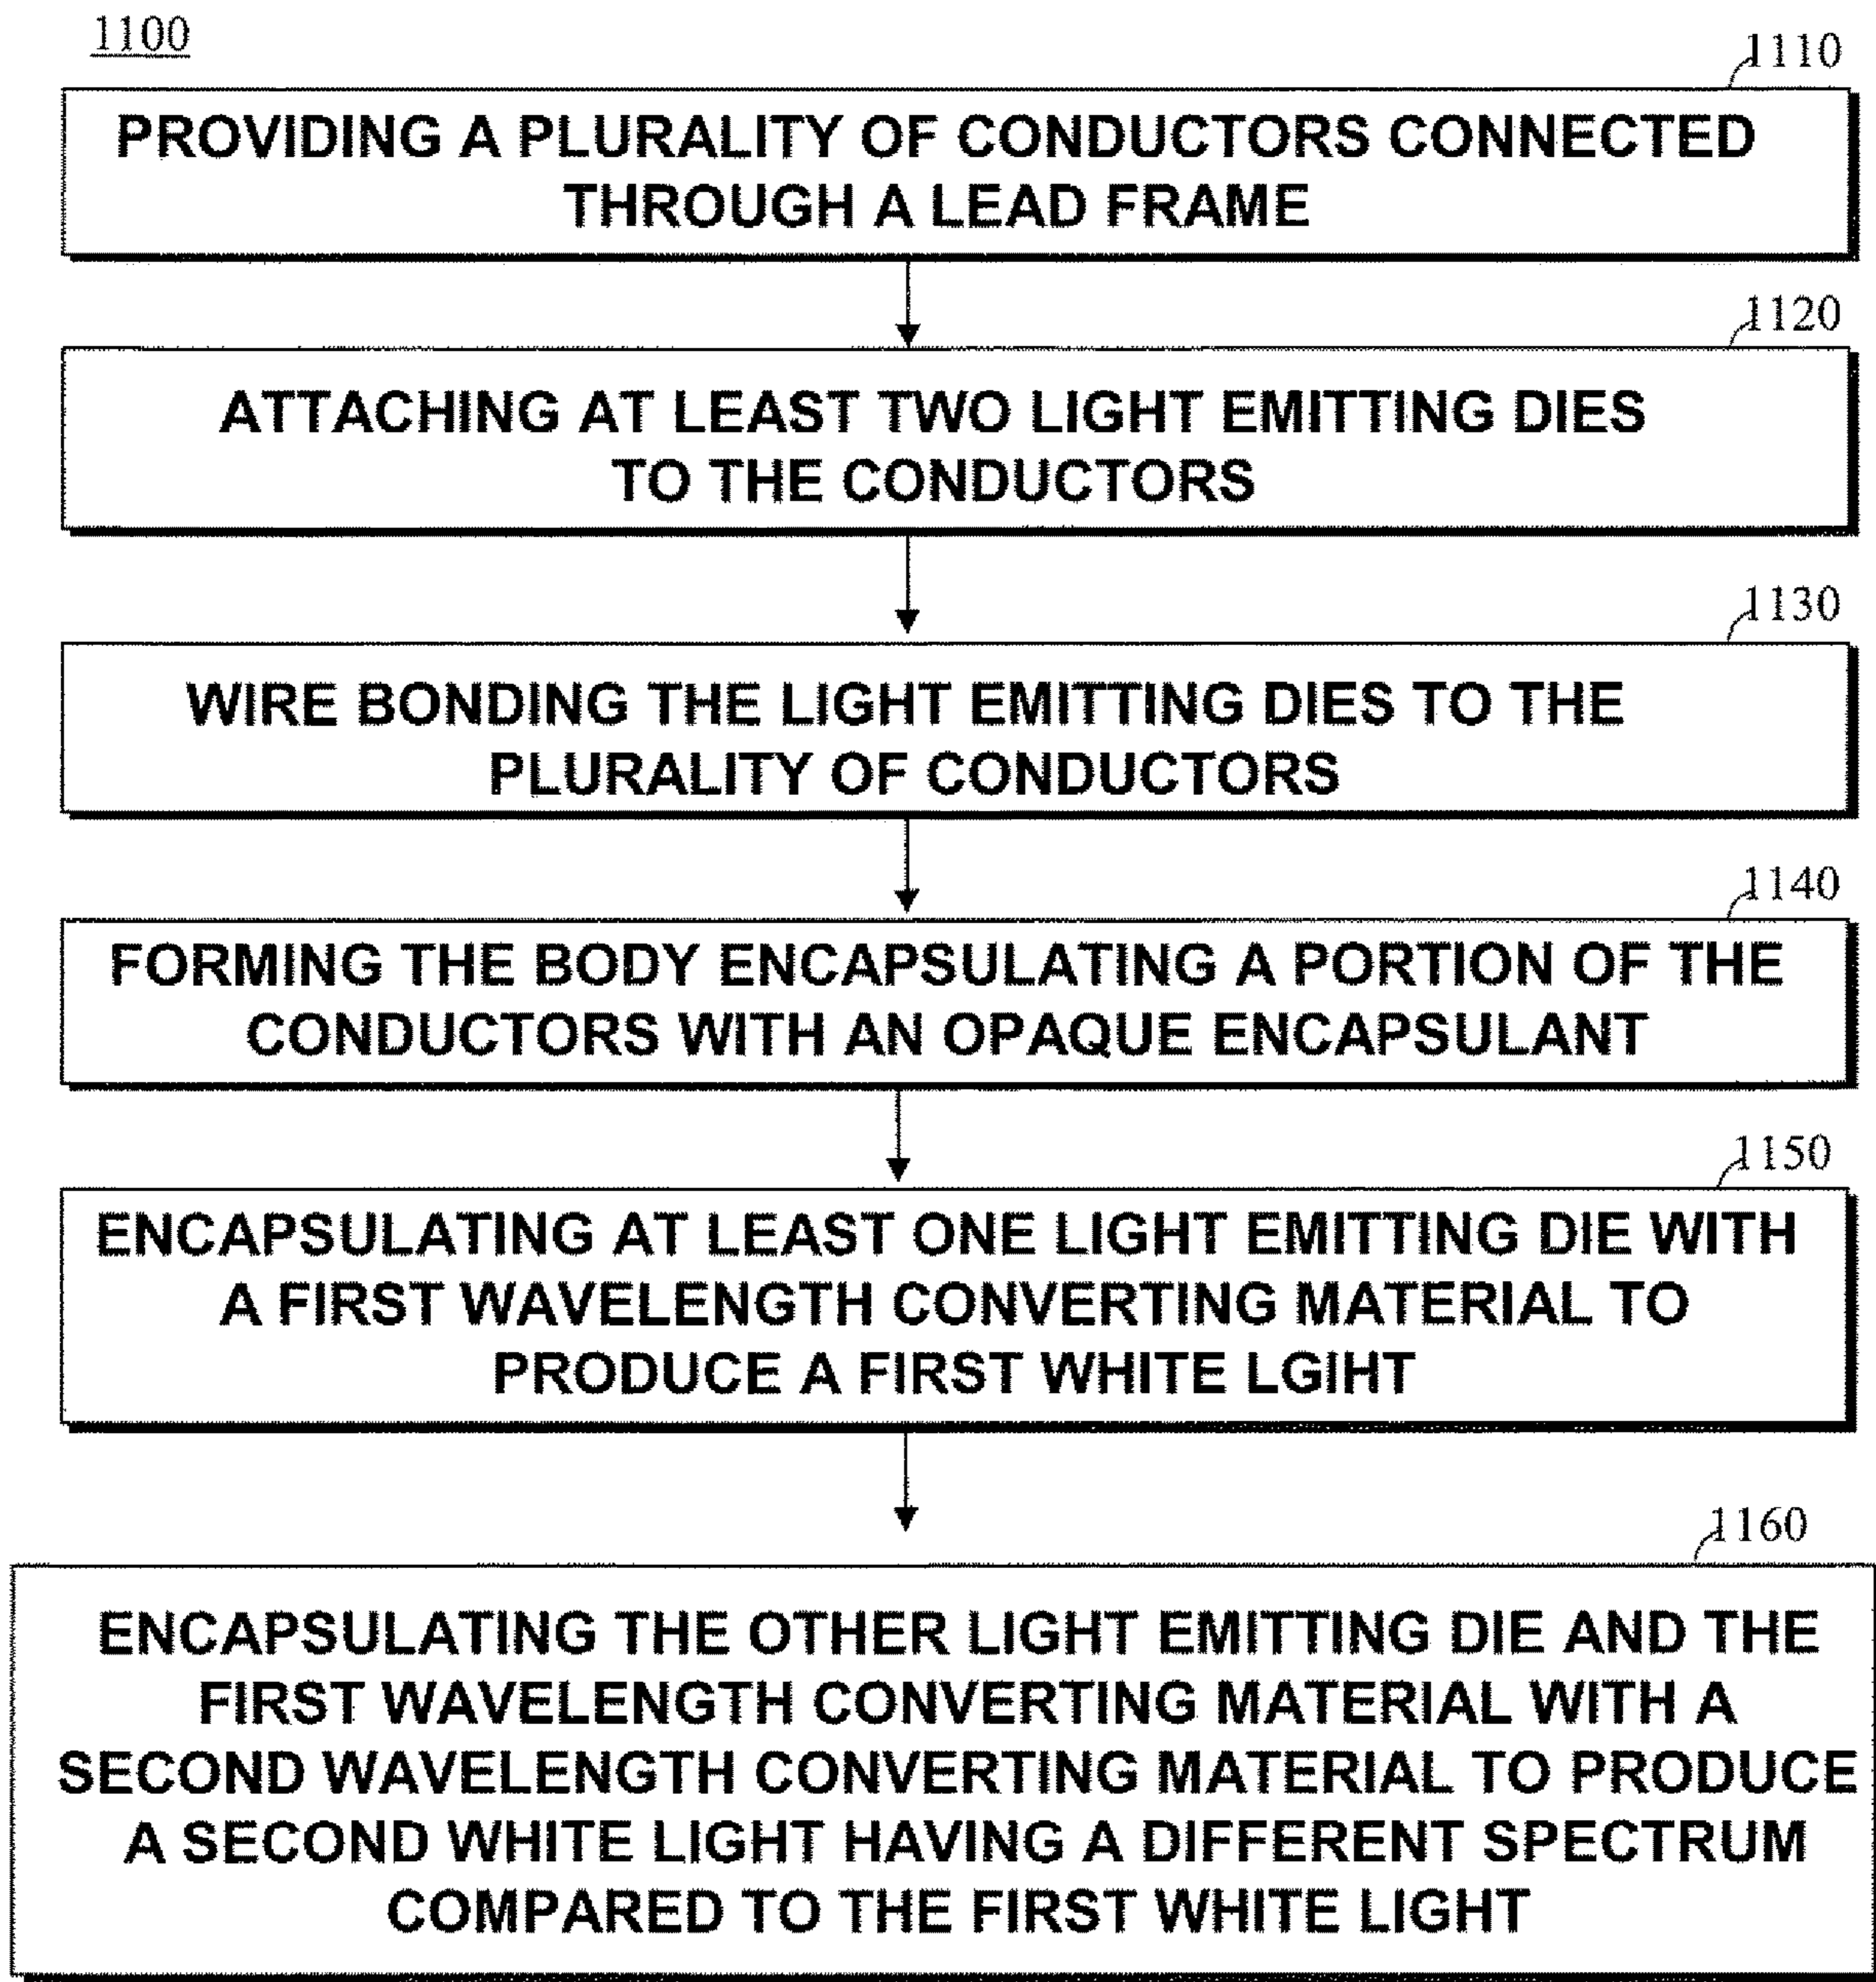 1100
1110
PROVIDING A PLURALITY OF CONDUCTORS CONNECTED
THROUGH A LEAD FRAME
1120
ATTACHING AT LEAST TWO LIGHT EMITTING DIES
TO THE CONDUCTORS
1130
WIRE BONDING THE LIGHT EMITTING DIES TO THE
PLURALITY OF CONDUCTORS
1140
FORMING THE BODY ENCAPSULATING A PORTION OF THE
CONDUCTORS WITH AN OPAQUE ENCAPSULANT
1150
ENCAPSULATING AT LEAST ONE LIGHT EMITTING DIE WITH
A FIRST WAVELENGTH CONVERTING MATERIAL TO
PRODUCE A FIRST WHITE LGIHT
1160
ENCAPSULATING THE OTHER LIGHT EMITTING DIE AND THE
FIRST WAVELENGTH CONVERTING MATERIAL WITH A
SECOND WAVELENGTH CONVERTING MATERIAL TO PRODUCE
A SECOND WHITE LIGHT HAVING A DIFFERENT SPECTRUM
COMPARED TO THE FIRST WHITE LIGHT